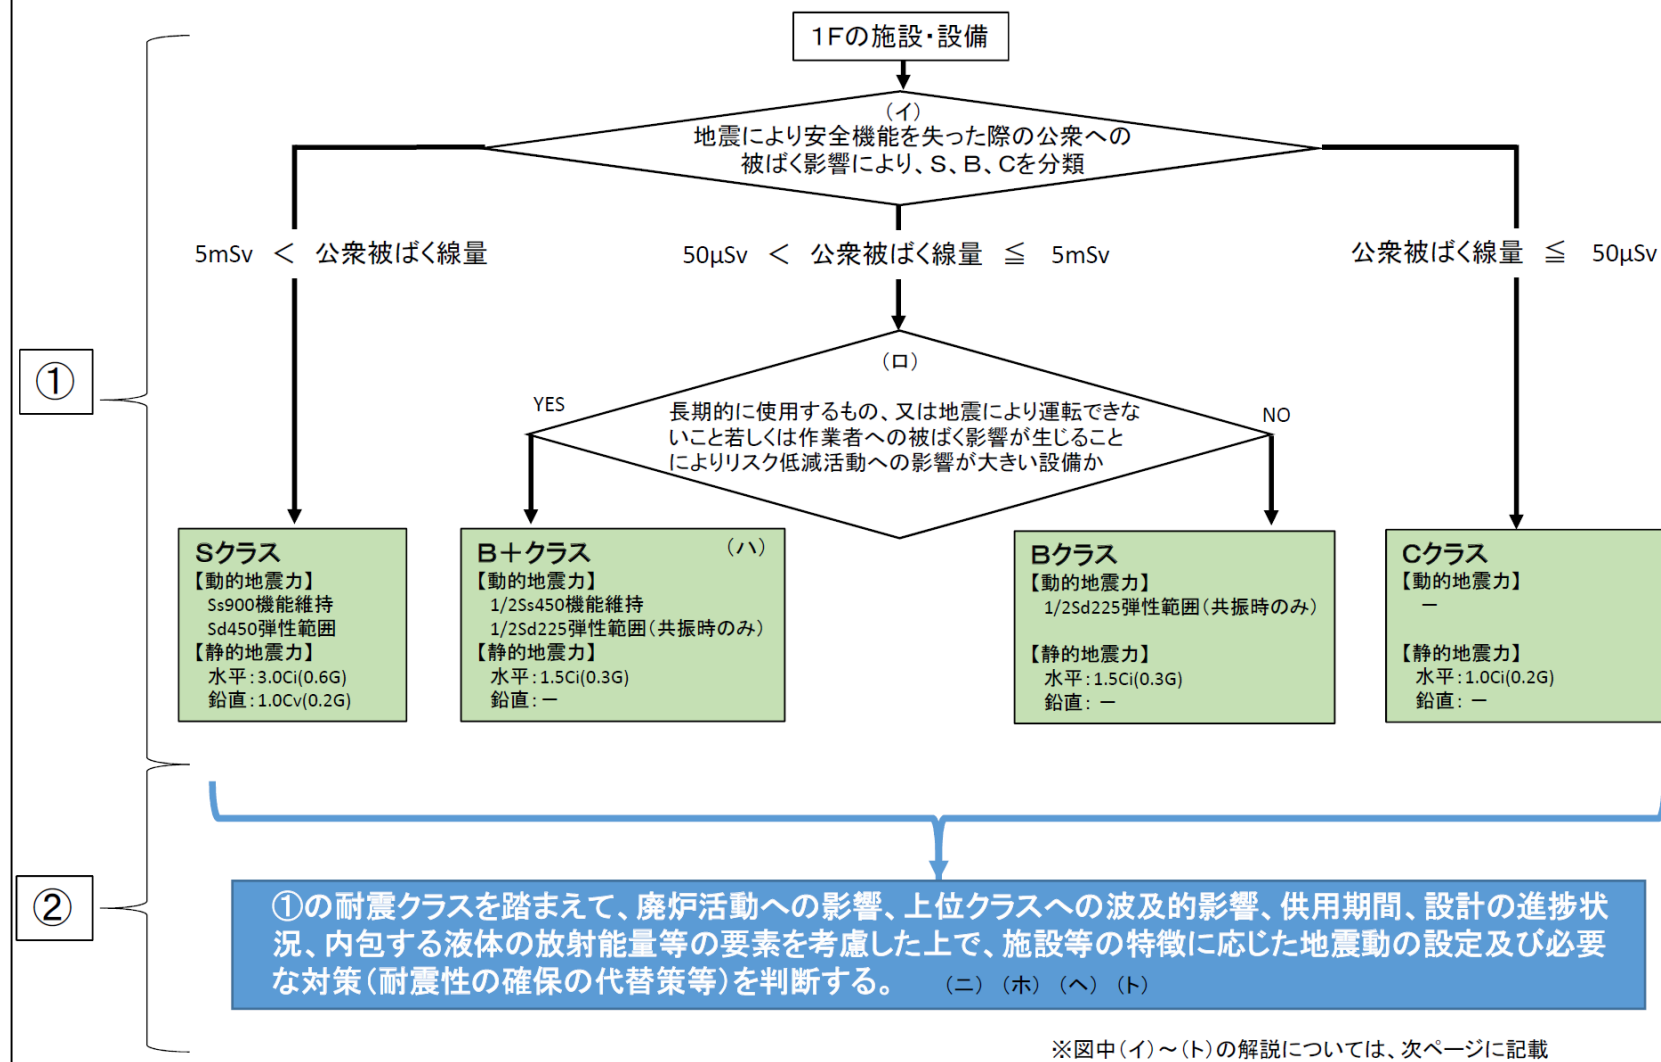 1Fの施設・設備
(イ)
地震により安全機能を失った際の公衆への
被ばく影響により、S、B、Cを分類
5mSv ＜ 公衆被ばく線量
50μSv ＜ 公衆被ばく線量 ≦ 5mSv
公衆被ばく線量 ≦ 50μSv
①
(ロ)
YES
NO
長期的に使用するもの、又は地震により運転できな
いこと若しくは作業者への被ばく影響が生じること
によりリスク低減活動への影響が大きい設備か
Sクラス
【動的地震力】
Ss900機能維持
Sd450弾性範囲
【静的地震力】
水平:3.0Ci(0.6G)
鉛直:1.0Cv(0.2G)
B＋クラス (ハ)
【動的地震力】
1/2Ss450機能維持
1/2Sd225弾性範囲(共振時のみ)
【静的地震力】
水平:1.5Ci(0.3G)
鉛直:－
Bクラス
【動的地震力】
1/2Sd225弾性範囲(共振時のみ)
【静的地震力】
水平:1.5Ci(0.3G)
鉛直: －
Cクラス
【動的地震力】
－
【静的地震力】
水平:1.0Ci(0.2G)
鉛直: －
②
①の耐震クラスを踏まえて、廃炉活動への影響、上位クラスへの波及的影響、供用期間、設計の進捗状
況、内包する液体の放射能量等の要素を考慮した上で、施設等の特徴に応じた地震動の設定及び必要
な対策(耐震性の確保の代替策等)を判断する。 (ニ) (ホ) (ヘ) (ト)
※図中(イ)～(ト)の解説については、次ページに記載